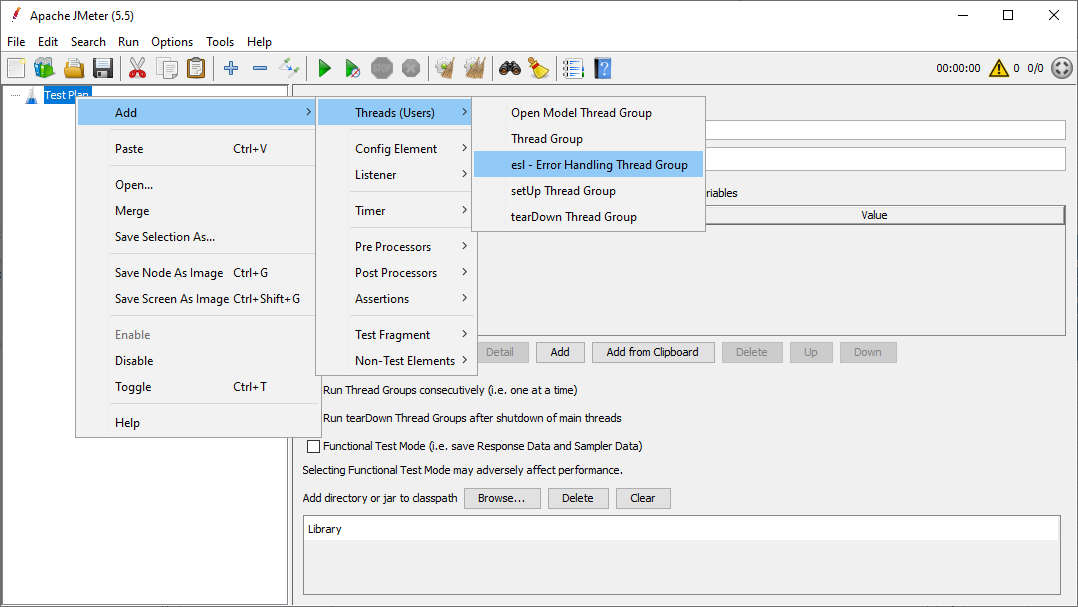 Apache JMeter (5.5)
File Edit Search Run Options Tools Help
00:00:00 0 0/0
Test Plan
Add
Paste Ctrl+V
Open...
Merge
Save Selection As...
Save Node As Image Ctrl+G
Save Screen As Image Ctrl+Shift+G
Enable
Disable
Toggle Ctrl+T
Help
Threads (Users)
Config Element
Listener
Timer
Pre Processors
Post Processors
Assertions
Test Fragment
Non-Test Elements
Open Model Thread Group
Thread Group
esl - Error Handling Thread Group
setUp Thread Group
tearDown Thread Group
Value
Detail Add Add from Clipboard Delete Up Down
Run Thread Groups consecutively (i.e. one at a time)
Run tearDown Thread Groups after shutdown of main threads
Functional Test Mode (i.e. save Response Data and Sampler Data)
Selecting Functional Test Mode may adversely affect performance.
Add directory or jar to classpath Browse... Delete Clear
Library